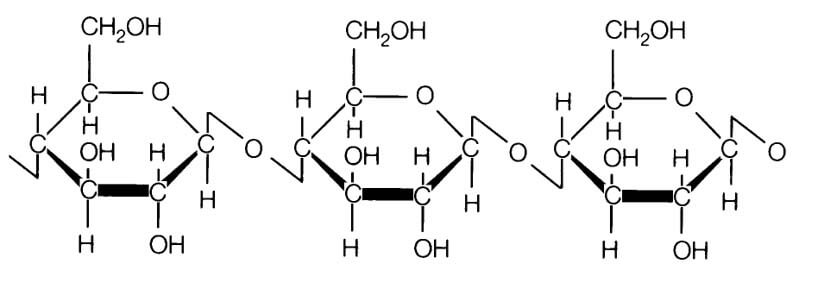 CH₂OH CH₂OH CH₂OH
H C O H C O H C O
H H H
C C O C C O C C O
OH H OH H OH H
C C H C C H C C H
H OH H OH H OH